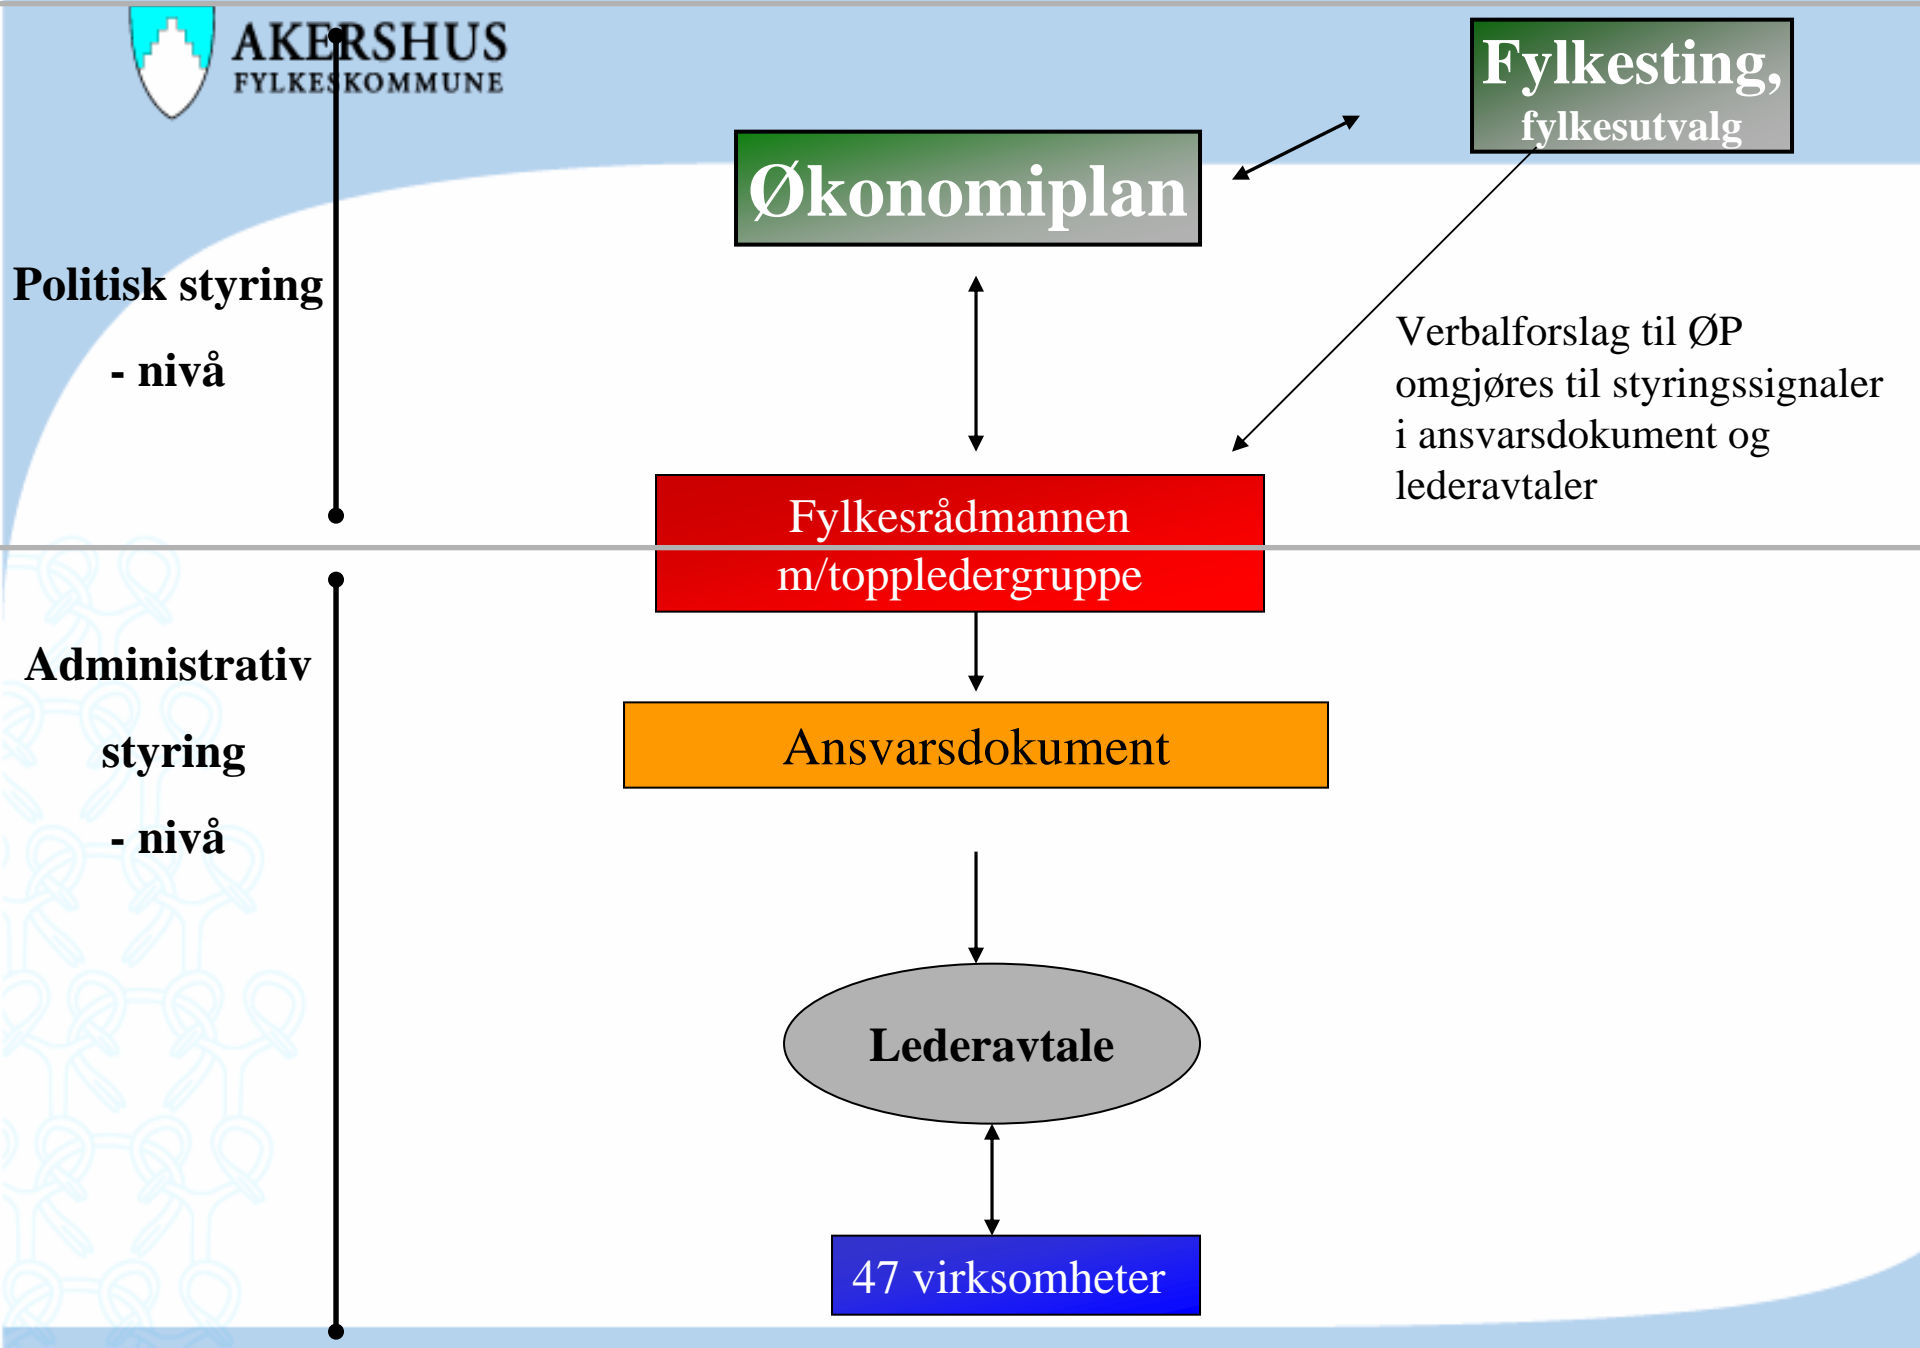 AKERSHUS
FYLKESKOMMUNE
Fylkesting,
fylkesutvalg
Økonomiplan
Politisk styring
- nivå
Verbalforslag til ØP
omgjøres til styringssignaler
i ansvarsdokument og
lederavtaler
Fylkesrådmannen
m/toppledergruppe
Administrativ
styring
- nivå
Ansvarsdokument
Lederavtale
47 virksomheter